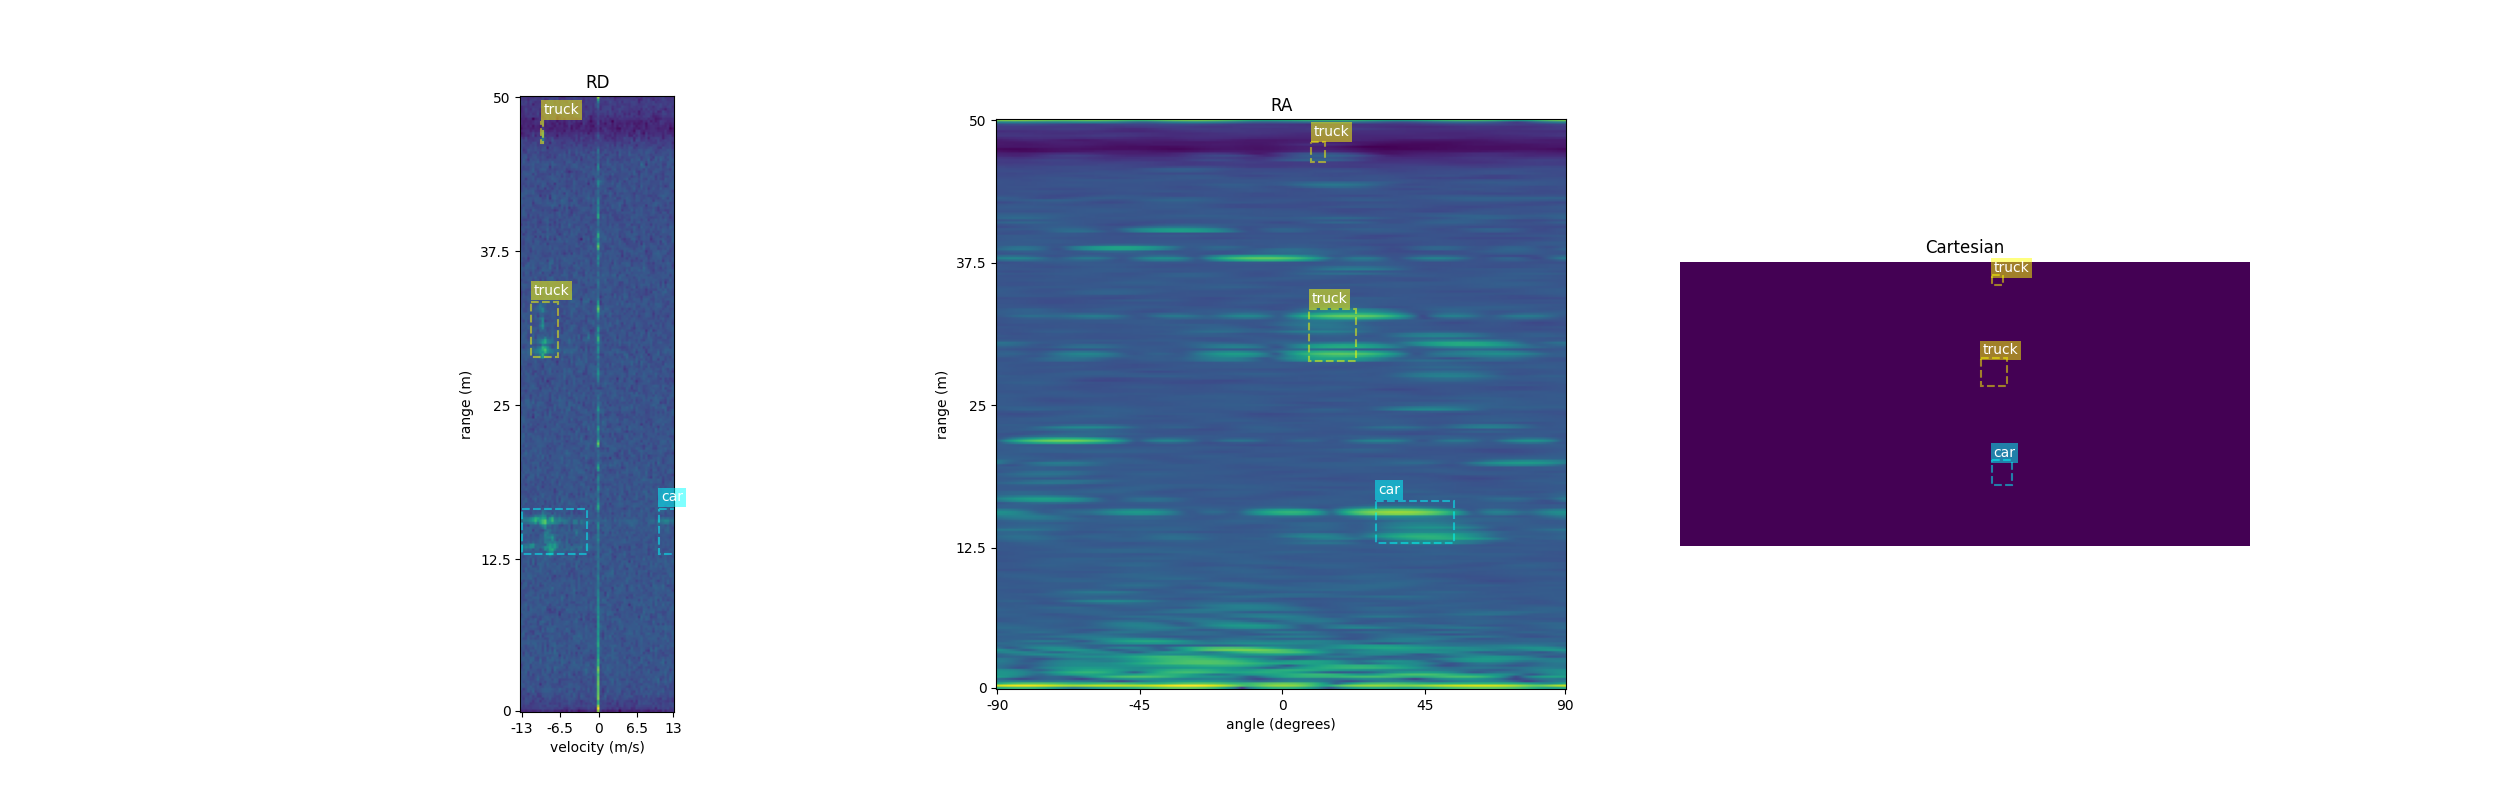 RD
50
37.5
25
12.5
0
range (m)
truck
truck
car
-13
-6.5
0
6.5
13
velocity (m/s)
RA
50
37.5
25
12.5
0
range (m)
truck
truck
car
-90
-45
0
45
90
angle (degrees)
Cartesian
truck
truck
car